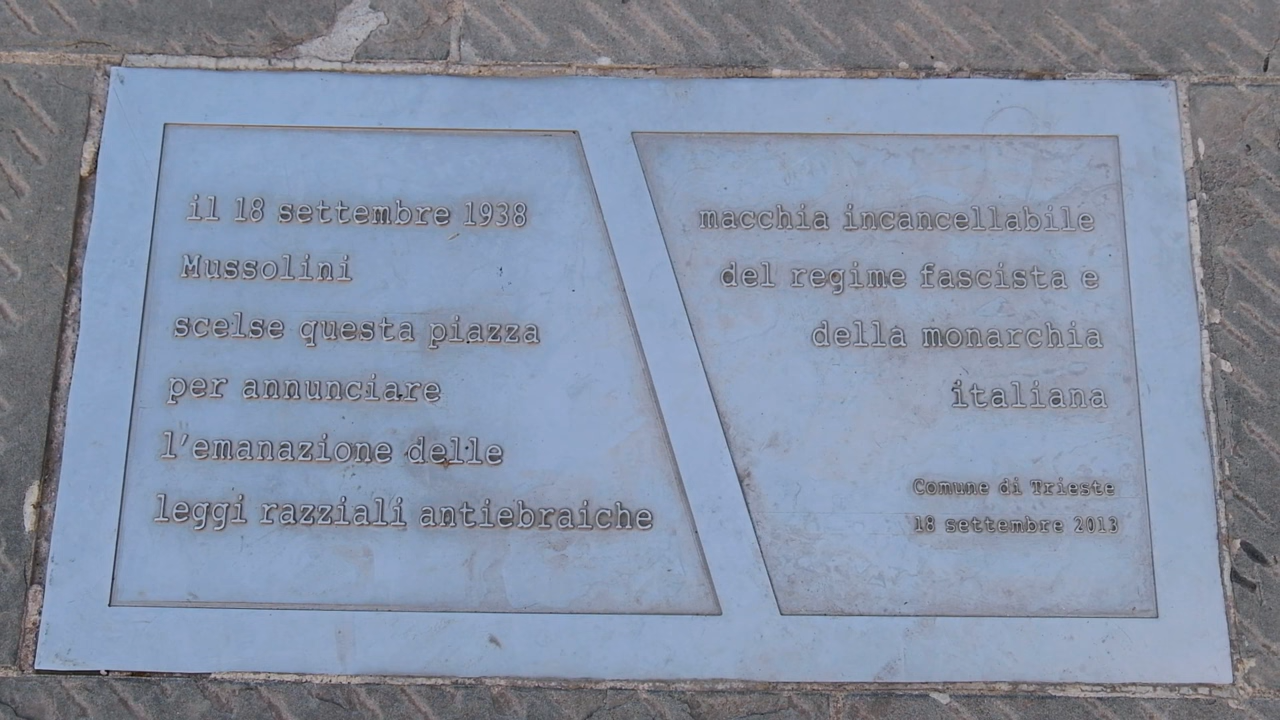 il 18 settembre 1938
Mussolini
scelse questa piazza
per annunciare
l'emanazione delle
leggi razziali antiebraiche
macchia incancellabile
del regime fascista e
della monarchia
italiana
Comune di Trieste
18 settembre 2013